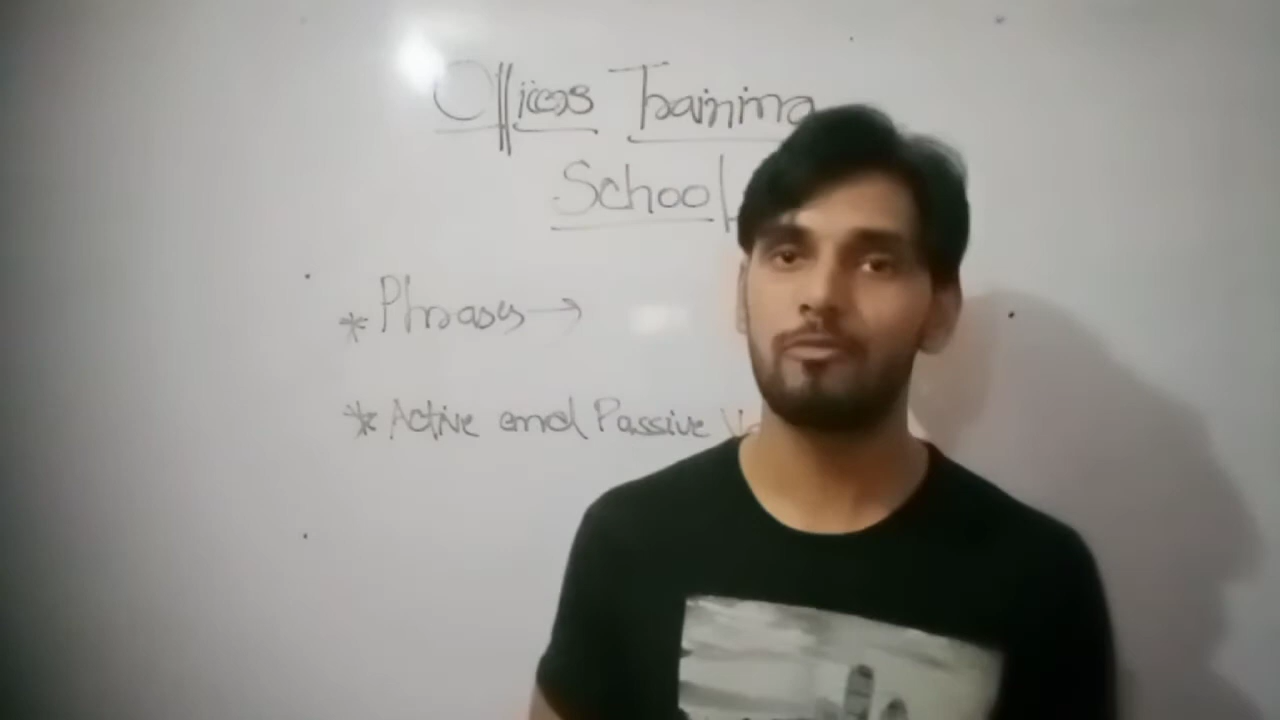 Officers Training
School
* Phrases →
* Active and Passive